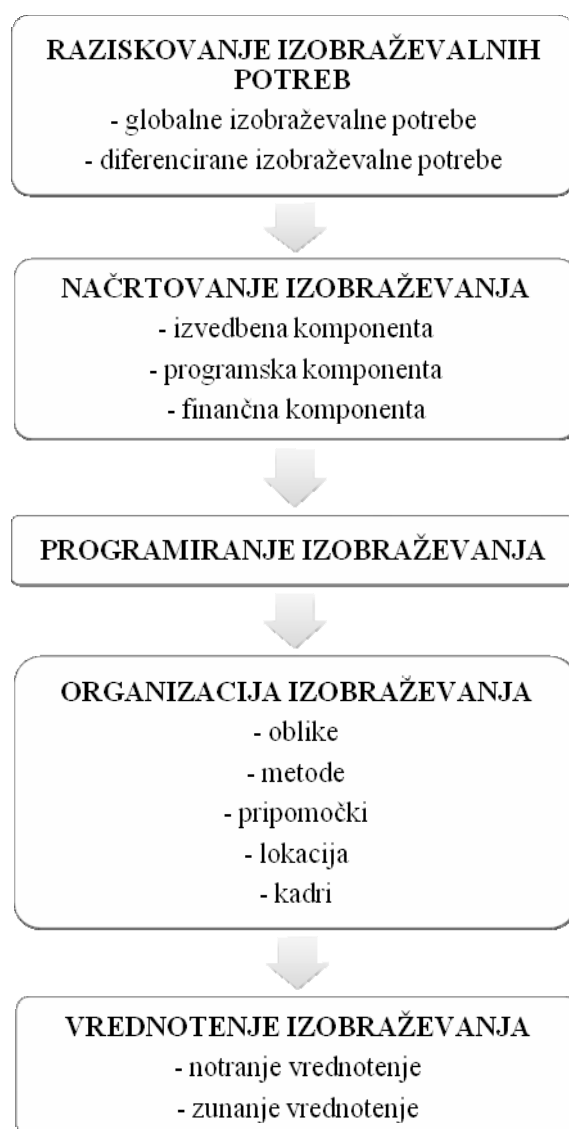 RAZISKOVANJE IZOBRAŽEVALNIH
POTREB
- globalne izobraževalne potrebe
- diferencirane izobraževalne potrebe
NAČRTOVANJE IZOBRAŽEVANJA
- izvedbena komponenta
- programska komponenta
- finančna komponenta
PROGRAMIRANJE IZOBRAŽEVANJA
ORGANIZACIJA IZOBRAŽEVANJA
- oblike
- metode
- pripomočki
- lokacija
- kadri
VREDNOTENJE IZOBRAŽEVANJA
- notranje vrednotenje
- zunanje vrednotenje